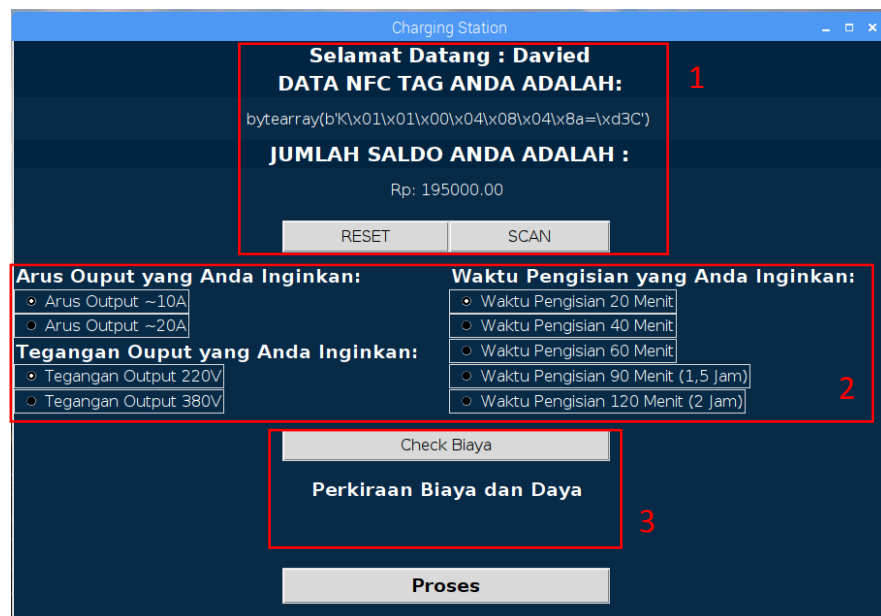 Charging Station
Selamat Datang : Davied
DATA NFC TAG ANDA ADALAH:
1
bytearray(b'K\x01\x01\x00\x04\x08\x04\x8a=\xd3C')
JUMLAH SALDO ANDA ADALAH :
Rp: 195000.00
RESET SCAN
Arus Ouput yang Anda Inginkan:
Arus Output ~10A
Arus Output ~20A
Tegangan Ouput yang Anda Inginkan:
Tegangan Output 220V
Tegangan Output 380V
Waktu Pengisian yang Anda Inginkan:
Waktu Pengisian 20 Menit
Waktu Pengisian 40 Menit
Waktu Pengisian 60 Menit
Waktu Pengisian 90 Menit (1,5 Jam)
Waktu Pengisian 120 Menit (2 Jam)
2
Check Biaya
Perkiraan Biaya dan Daya
3
Proses